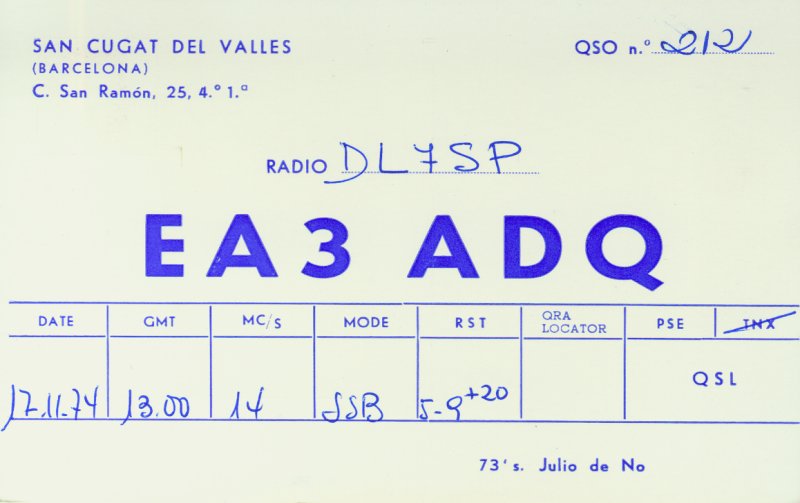 SAN CUGAT DEL VALLES
(BARCELONA)
C. San Ramón, 25, 4.º 1.ª
QSO n.º 212
RADIO DL7SP
EA3 ADQ
DATE GMT MC/S MODE RST QRA LOCATOR PSE TNX
17.11.74 13.00 14 SSB 5-9+20 QSL
73's. Julio de No